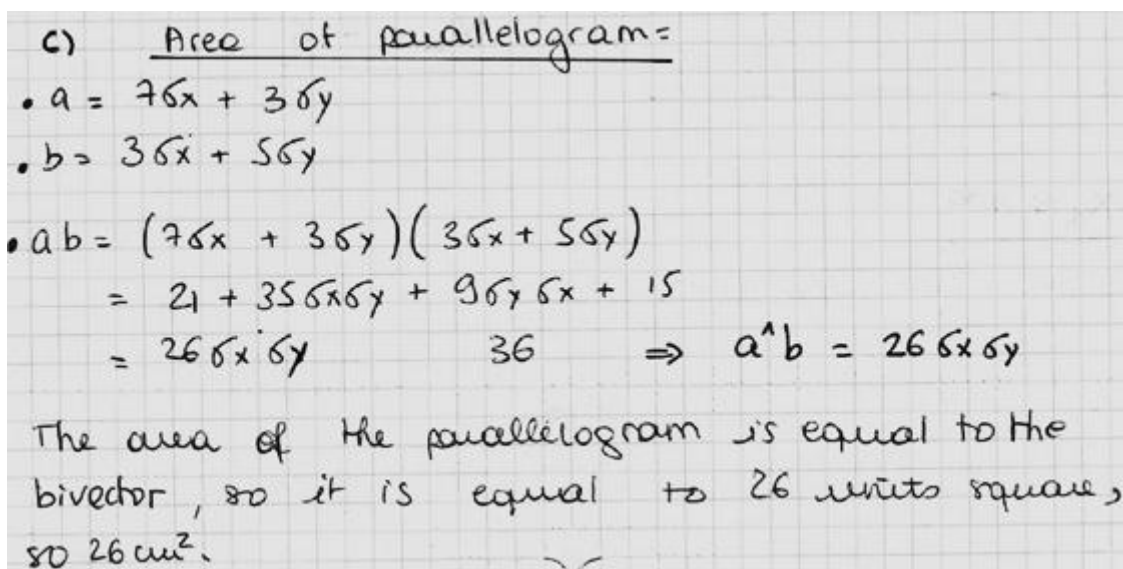 c) Area of parallelogram=
• a = 7σx + 3σy
• b = 3σx + 5σy
• ab = (7σx + 3σy)(3σx + 5σy)
= 21 + 35σxσy + 9σyσx + 15
= 26σxσy 36 ⇒ a^b = 26σxσy
The area of the parallelogram is equal to the
bivector, so it is equal to 26 units square,
so 26 cm².